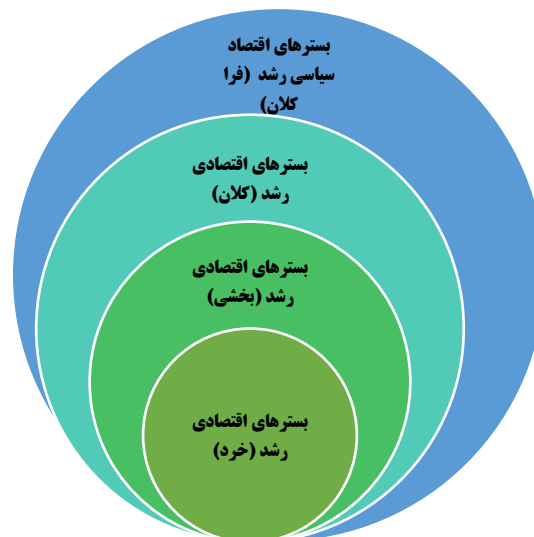 بسترهای اقتصاد
سیاسی رشد (فرا
کلان)
بسترهای اقتصادی
رشد (کلان)
بسترهای اقتصادی
رشد (بخشی)
بسترهای اقتصادی
رشد (خرد)